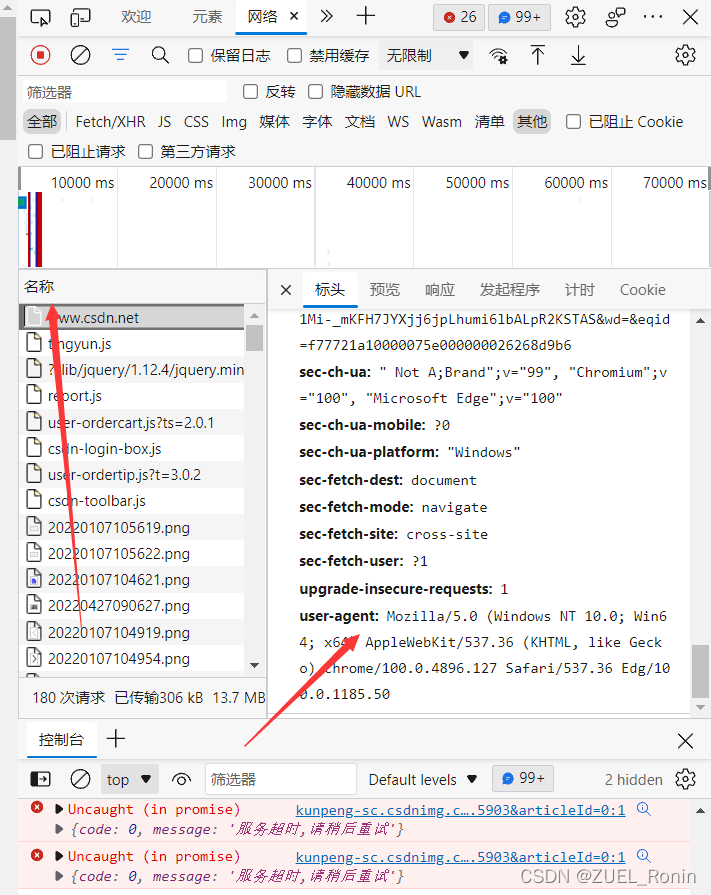 欢迎 元素 网络 26 99+
保留日志 禁用缓存 无限制
筛选器 反转 隐藏数据 URL
全部 Fetch/XHR JS CSS Img 媒体 字体 文档 WS Wasm 清单 其他 已阻止 Cookie
已阻止请求 第三方请求
10000 ms 20000 ms 30000 ms 40000 ms 50000 ms 60000 ms 70000 ms
名称
www.csdn.net
tingyun.js
?lib/jquery/1.12.4/jquery.min
report.js
user-ordercart.js?ts=2.0.1
csdn-login-box.js
user-ordertip.js?t=3.0.2
csdn-toolbar.js
20220107105619.png
20220107105622.png
20220107104621.png
20220427090627.png
20220107104919.png
20220107104954.png
180 次请求 已传输306 kB 13.7 MB
标头 预览 响应 发起程序 计时 Cookie
1Mi-_mKFH7JYXjj6jpLhumi6lbALpR2KSTAS&wd=&eqid
=f77721a10000075e000000026268d9b6
sec-ch-ua: " Not A;Brand";v="99", "Chromium";v
="100", "Microsoft Edge";v="100"
sec-ch-ua-mobile: ?0
sec-ch-ua-platform: "Windows"
sec-fetch-dest: document
sec-fetch-mode: navigate
sec-fetch-site: cross-site
sec-fetch-user: ?1
upgrade-insecure-requests: 1
user-agent: Mozilla/5.0 (Windows NT 10.0; Win6
4; x64) AppleWebKit/537.36 (KHTML, like Geck
o) Chrome/100.0.4896.127 Safari/537.36 Edg/10
0.0.1185.50
控制台
top 筛选器 Default levels 99+ 2 hidden
Uncaught (in promise) kunpeng-sc.csdnimg.c….5903&articleId=0:1
{code: 0, message: '服务超时,请稍后重试'}
Uncaught (in promise) kunpeng-sc.csdnimg.c….5903&articleId=0:1
{code: 0, message: '服务超时,请稍后重试'}
CSDN @ZUEL_Ronin